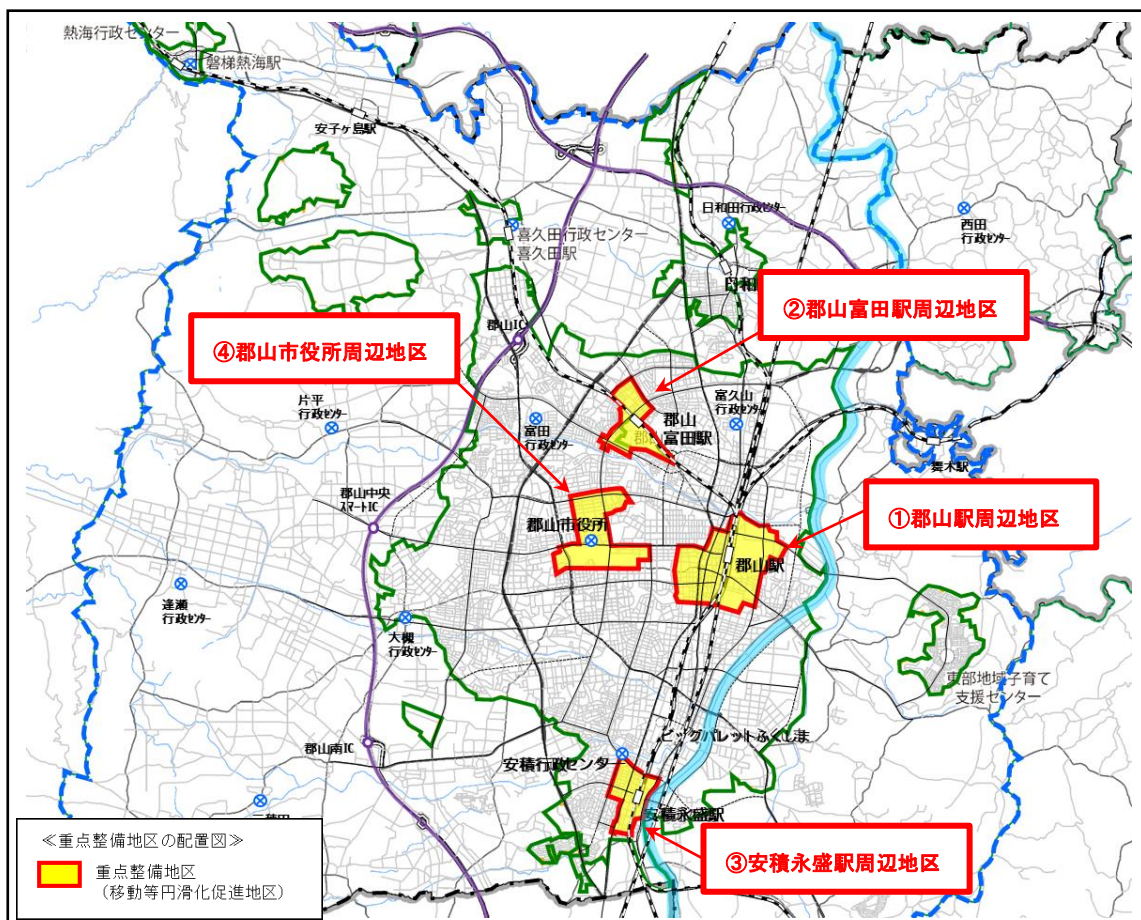 熱海行政センター
磐梯熱海駅
安子ヶ島駅
喜久田行政センター
喜久田駅
日和田行政センター
西田
行政センター
②郡山富田駅周辺地区
④郡山市役所周辺地区
郡山IC
片平
行政センター
富田
行政センター
郡山
富田駅
富久山
行政センター
舞木駅
郡山中央
スマートIC
郡山市役所
①郡山駅周辺地区
郡山駅
逢瀬
行政センター
大槻
行政センター
東部地域子育て
支援センター
ビッグパレットふくしま
郡山南IC
安積行政センター
安積永盛駅
③安積永盛駅周辺地区
≪重点整備地区の配置図≫
重点整備地区
(移動等円滑化促進地区)